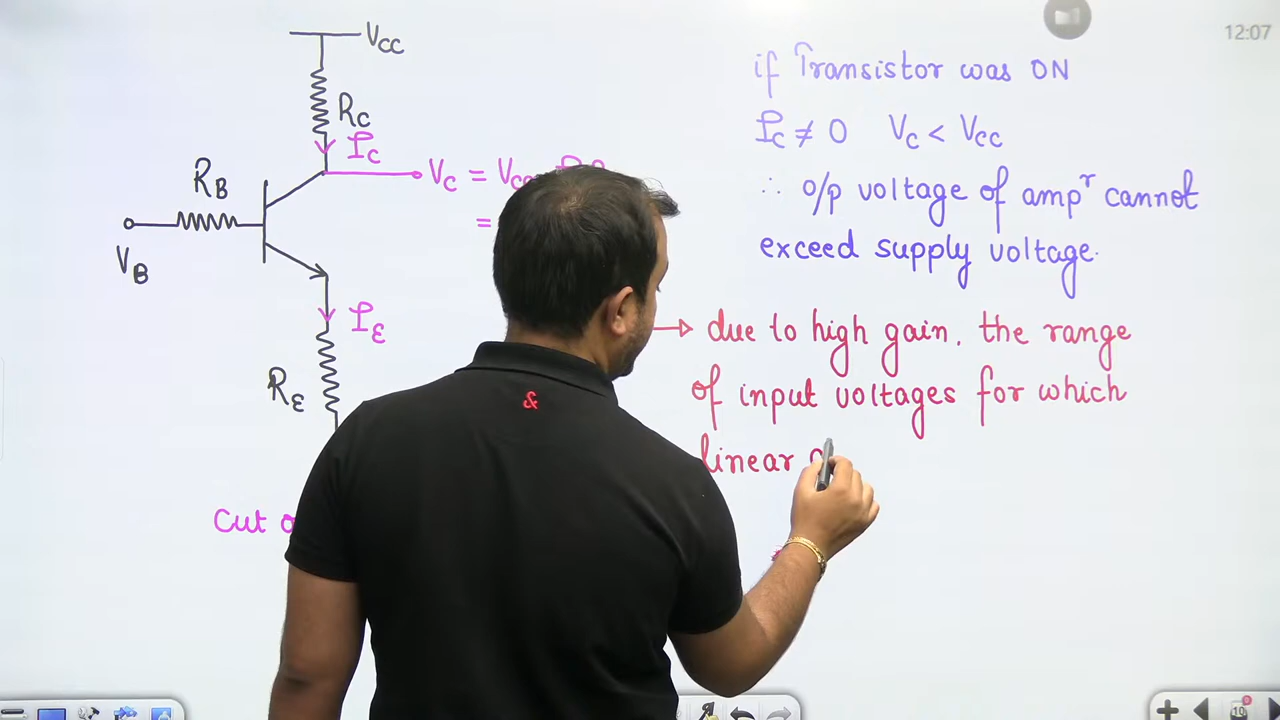 12:07
VCC
RC
IC
VC = VCC
=
RB
VB
IE
RE
Cut
if Transistor was ON
IC ≠ 0 VC < VCC
∴ o/p voltage of ampr cannot
exceed supply voltage.
→ due to high gain, the range
of input voltages for which
linear
10